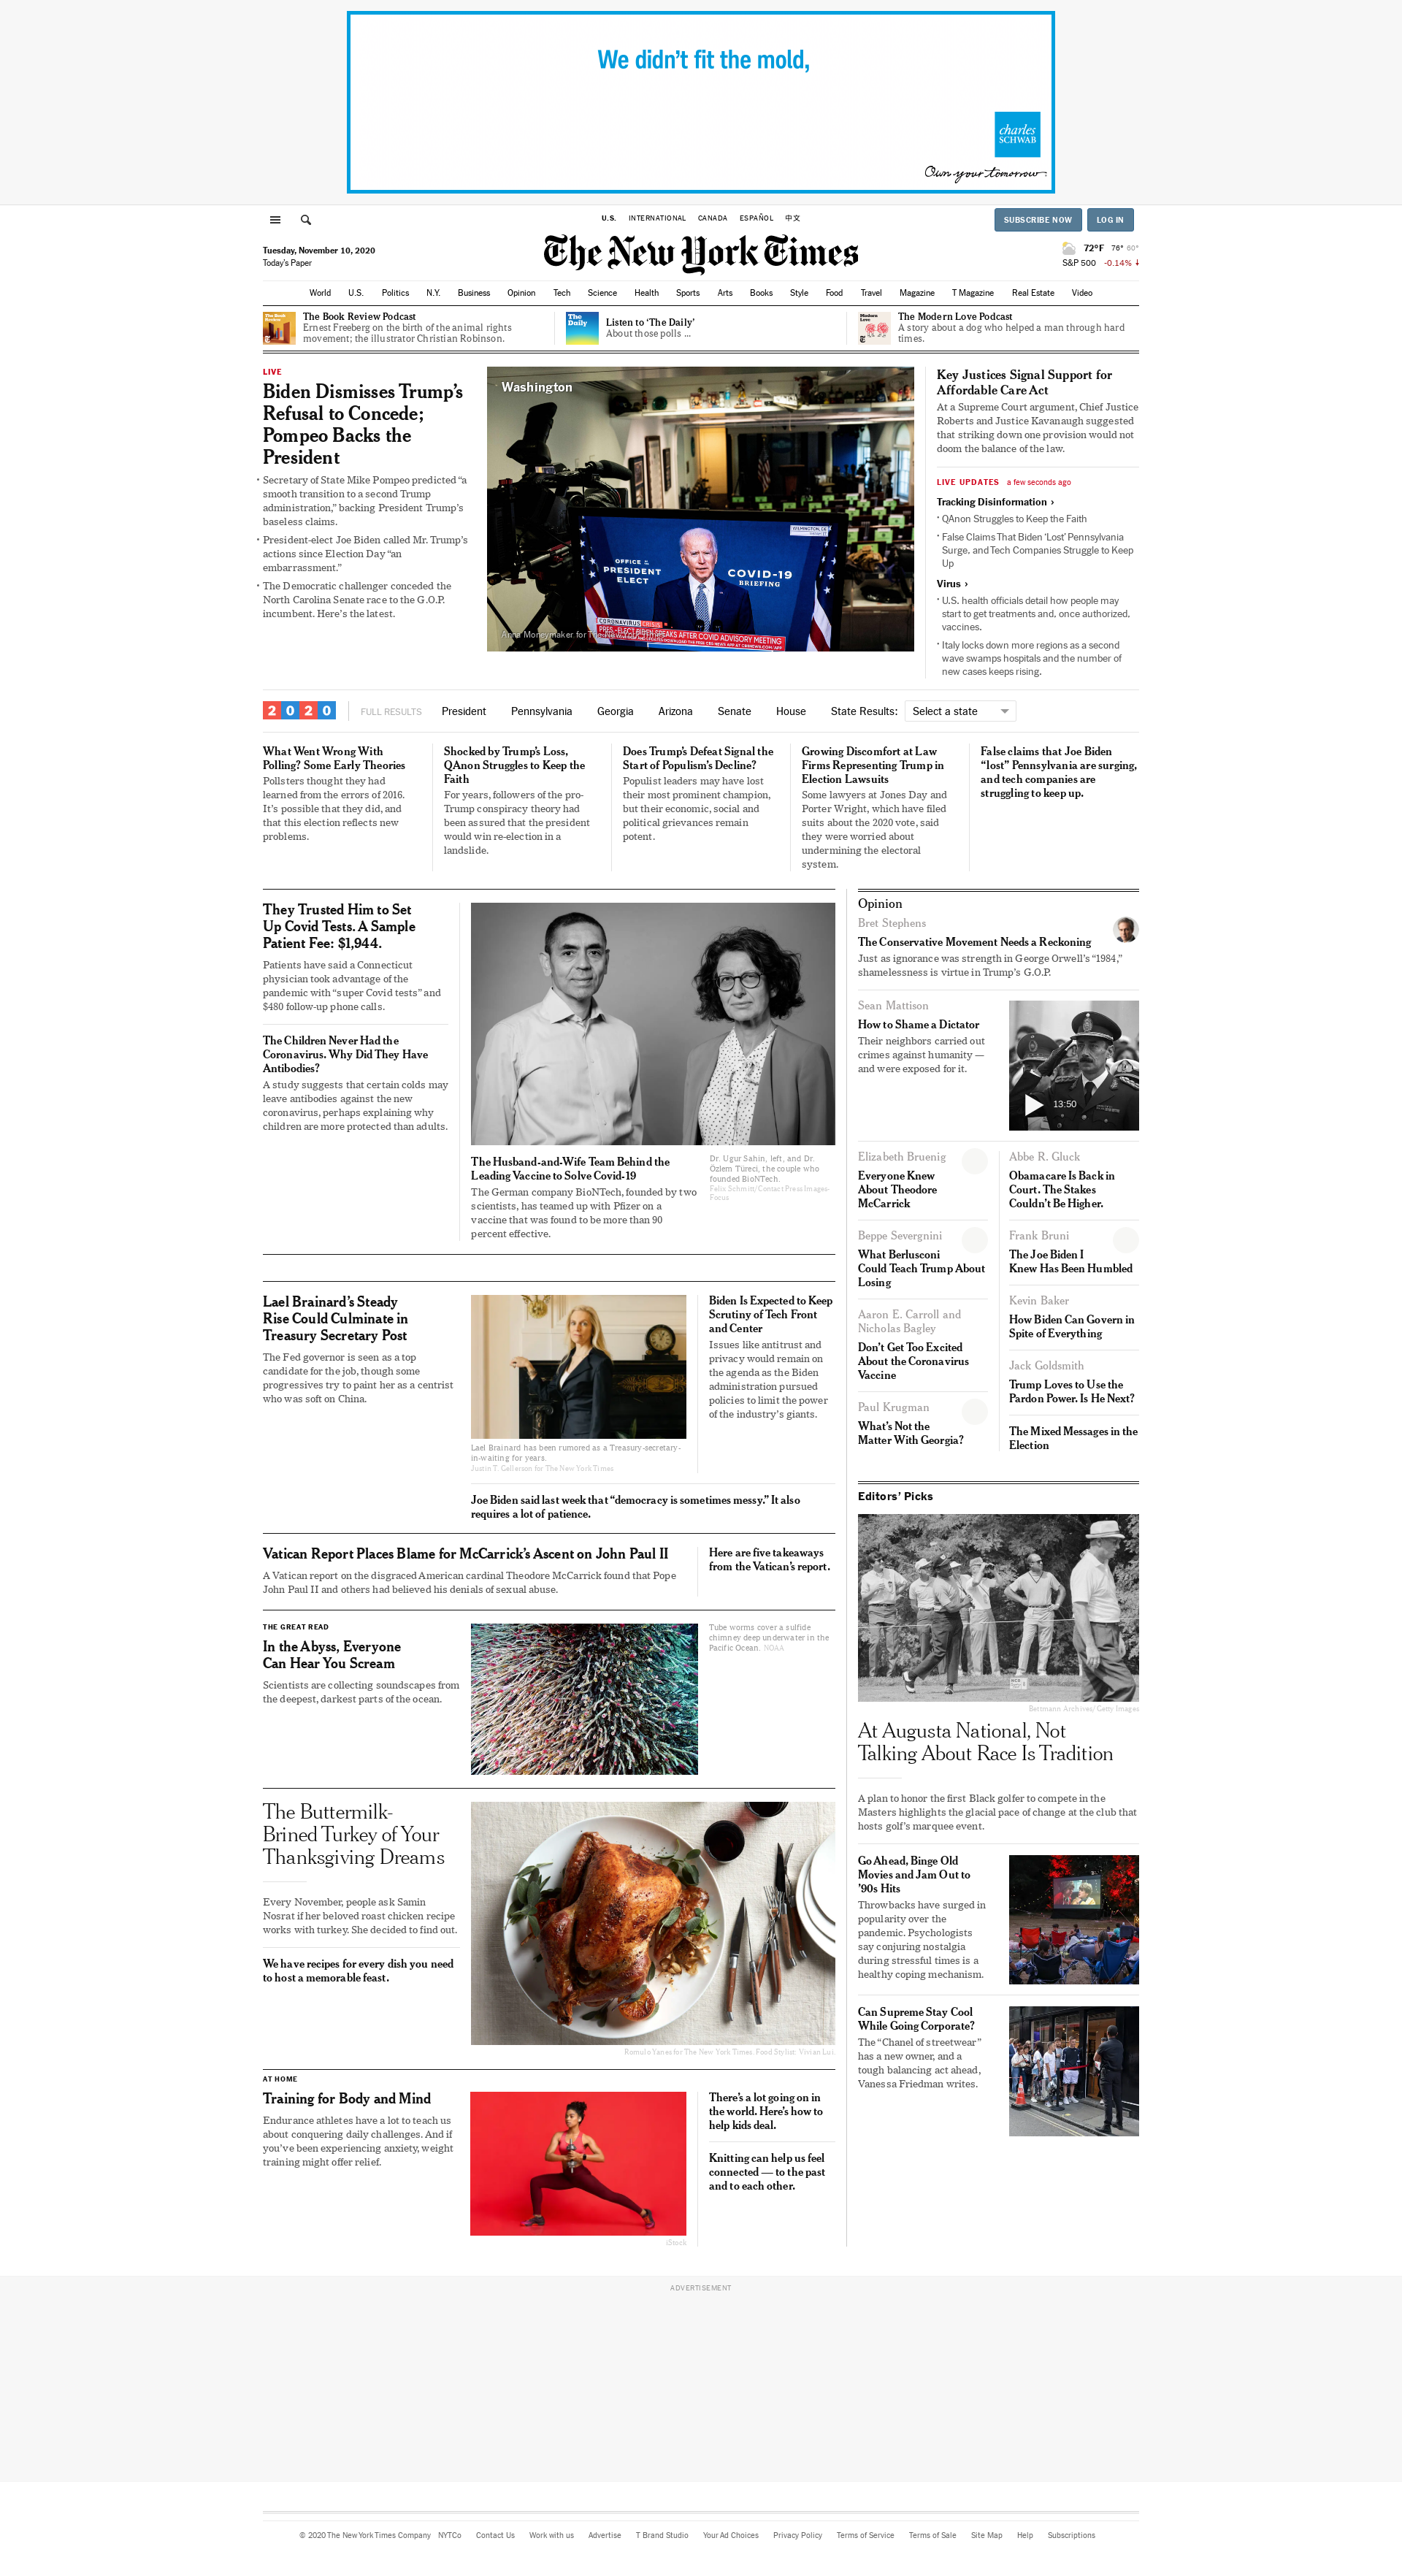 We didn't fit the mold,
charles
SCHWAB
Own your tomorrow
U.S. INTERNATIONAL CANADA ESPAÑOL 中文
SUBSCRIBE NOW LOG IN
Tuesday, November 10, 2020
Today's Paper
The New York Times
72°F 76° 60°
S&P 500 -0.14%
World U.S. Politics N.Y. Business Opinion Tech Science Health Sports Arts Books Style Food Travel Magazine T Magazine Real Estate Video
The Book Review Podcast
Ernest Freeberg on the birth of the animal rights
movement; the illustrator Christian Robinson.
The
Daily
Listen to 'The Daily'
About those polls ...
Modern
Love
The Modern Love Podcast
A story about a dog who helped a man through hard
times.
LIVE
Biden Dismisses Trump's
Refusal to Concede;
Pompeo Backs the
President
Secretary of State Mike Pompeo predicted "a
smooth transition to a second Trump
administration," backing President Trump's
baseless claims.
President-elect Joe Biden called Mr. Trump's
actions since Election Day "an
embarrassment."
The Democratic challenger conceded the
North Carolina Senate race to the G.O.P.
incumbent. Here's the latest.
Washington
OFFICE OF THE
PRESIDENT
ELECT
COVID-19
BRIEFING
WILMINGTON, DE
CORONAVIRUS CRISIS
SPEAKS AFTER COVID ADVISORY MEETING
Anna Moneymaker for The New York Times
Key Justices Signal Support for
Affordable Care Act
At a Supreme Court argument, Chief Justice
Roberts and Justice Kavanaugh suggested
that striking down one provision would not
doom the balance of the law.
LIVE UPDATES a few seconds ago
Tracking Disinformation ›
QAnon Struggles to Keep the Faith
False Claims That Biden 'Lost' Pennsylvania
Surge, and Tech Companies Struggle to Keep
Up
Virus ›
U.S. health officials detail how people may
start to get treatments and, once authorized,
vaccines.
Italy locks down more regions as a second
wave swamps hospitals and the number of
new cases keeps rising.
2020 FULL RESULTS President Pennsylvania Georgia Arizona Senate House State Results: Select a state
What Went Wrong With
Polling? Some Early Theories
Pollsters thought they had
learned from the errors of 2016.
It's possible that they did, and
that this election reflects new
problems.
Shocked by Trump's Loss,
QAnon Struggles to Keep the
Faith
For years, followers of the pro-
Trump conspiracy theory had
been assured that the president
would win re-election in a
landslide.
Does Trump's Defeat Signal the
Start of Populism's Decline?
Populist leaders may have lost
their most prominent champion,
but their economic, social and
political grievances remain
potent.
Growing Discomfort at Law
Firms Representing Trump in
Election Lawsuits
Some lawyers at Jones Day and
Porter Wright, which have filed
suits about the 2020 vote, said
they were worried about
undermining the electoral
system.
False claims that Joe Biden
"lost" Pennsylvania are surging,
and tech companies are
struggling to keep up.
They Trusted Him to Set
Up Covid Tests. A Sample
Patient Fee: $1,944.
Patients have said a Connecticut
physician took advantage of the
pandemic with "super Covid tests" and
$480 follow-up phone calls.
The Children Never Had the
Coronavirus. Why Did They Have
Antibodies?
A study suggests that certain colds may
leave antibodies against the new
coronavirus, perhaps explaining why
children are more protected than adults.
The Husband-and-Wife Team Behind the
Leading Vaccine to Solve Covid-19
The German company BioNTech, founded by two
scientists, has teamed up with Pfizer on a
vaccine that was found to be more than 90
percent effective.
Dr. Ugur Sahin, left, and Dr.
Özlem Türeci, the couple who
founded BioNTech.
Felix Schmitt/Contact Press Images-
Focus
Lael Brainard's Steady
Rise Could Culminate in
Treasury Secretary Post
The Fed governor is seen as a top
candidate for the job, though some
progressives try to paint her as a centrist
who was soft on China.
Lael Brainard has been rumored as a Treasury-secretary-
in-waiting for years.
Justin T. Gellerson for The New York Times
Biden Is Expected to Keep
Scrutiny of Tech Front
and Center
Issues like antitrust and
privacy would remain on
the agenda as the Biden
administration pursued
policies to limit the power
of the industry's giants.
Joe Biden said last week that "democracy is sometimes messy." It also
requires a lot of patience.
Vatican Report Places Blame for McCarrick's Ascent on John Paul II
A Vatican report on the disgraced American cardinal Theodore McCarrick found that Pope
John Paul II and others had believed his denials of sexual abuse.
Here are five takeaways
from the Vatican's report.
THE GREAT READ
In the Abyss, Everyone
Can Hear You Scream
Scientists are collecting soundscapes from
the deepest, darkest parts of the ocean.
Tube worms cover a sulfide
chimney deep underwater in the
Pacific Ocean. NOAA
The Buttermilk-
Brined Turkey of Your
Thanksgiving Dreams
Every November, people ask Samin
Nosrat if her beloved roast chicken recipe
works with turkey. She decided to find out.
We have recipes for every dish you need
to host a memorable feast.
Romulo Yanes for The New York Times. Food Stylist: Vivian Lui.
AT HOME
Training for Body and Mind
Endurance athletes have a lot to teach us
about conquering daily challenges. And if
you've been experiencing anxiety, weight
training might offer relief.
iStock
There's a lot going on in
the world. Here's how to
help kids deal.
Knitting can help us feel
connected — to the past
and to each other.
Opinion
Bret Stephens
The Conservative Movement Needs a Reckoning
Just as ignorance was strength in George Orwell's "1984,"
shamelessness is virtue in Trump's G.O.P.
Sean Mattison
How to Shame a Dictator
Their neighbors carried out
crimes against humanity —
and were exposed for it.
13:50
Elizabeth Bruenig
Everyone Knew
About Theodore
McCarrick
Beppe Severgnini
What Berlusconi
Could Teach Trump About
Losing
Aaron E. Carroll and
Nicholas Bagley
Don't Get Too Excited
About the Coronavirus
Vaccine
Paul Krugman
What's Not the
Matter With Georgia?
Abbe R. Gluck
Obamacare Is Back in
Court. The Stakes
Couldn't Be Higher.
Frank Bruni
The Joe Biden I
Knew Has Been Humbled
Kevin Baker
How Biden Can Govern in
Spite of Everything
Jack Goldsmith
Trump Loves to Use the
Pardon Power. Is He Next?
The Mixed Messages in the
Election
Editors' Picks
Bettmann Archives/Getty Images
At Augusta National, Not
Talking About Race Is Tradition
A plan to honor the first Black golfer to compete in the
Masters highlights the glacial pace of change at the club that
hosts golf's marquee event.
Go Ahead, Binge Old
Movies and Jam Out to
'90s Hits
Throwbacks have surged in
popularity over the
pandemic. Psychologists
say conjuring nostalgia
during stressful times is a
healthy coping mechanism.
Can Supreme Stay Cool
While Going Corporate?
The "Chanel of streetwear"
has a new owner, and a
tough balancing act ahead,
Vanessa Friedman writes.
ADVERTISEMENT
© 2020 The New York Times Company NYTCo Contact Us Work with us Advertise T Brand Studio Your Ad Choices Privacy Policy Terms of Service Terms of Sale Site Map Help Subscriptions